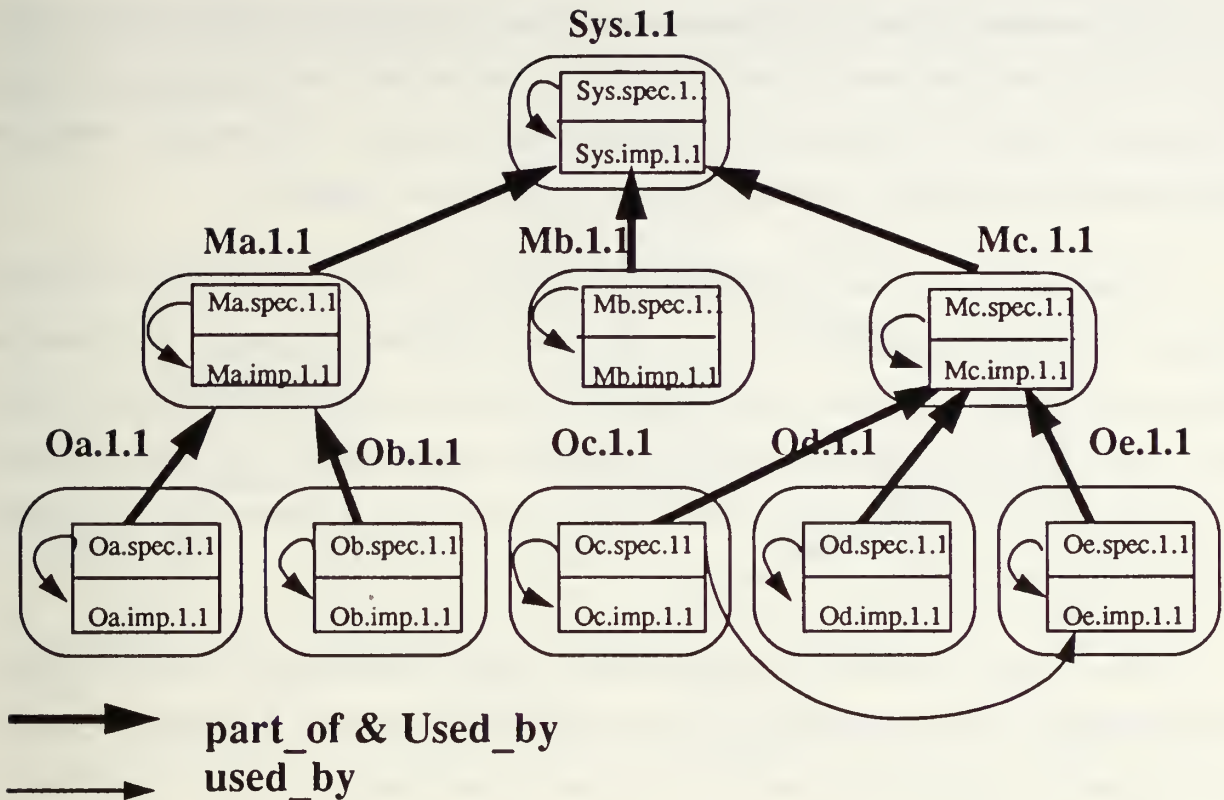 Sys.1.1
Sys.spec.1.1
Sys.imp.1.1
Ma.1.1
Mb.1.1
Mc. 1.1
Ma.spec.1.1
Ma.imp.1.1
Mb.spec.1.1
Mb.imp.1.1
Mc.spec.1.1
Mc.imp.1.1
Oa.1.1
Ob.1.1
Oc.1.1
Od.1.1
Oe.1.1
Oa.spec.1.1
Oa.imp.1.1
Ob.spec.1.1
Ob.imp.1.1
Oc.spec.11
Oc.imp.1.1
Od.spec.1.1
Od.imp.1.1
Oe.spec.1.1
Oe.imp.1.1
part_of & Used_by
used_by